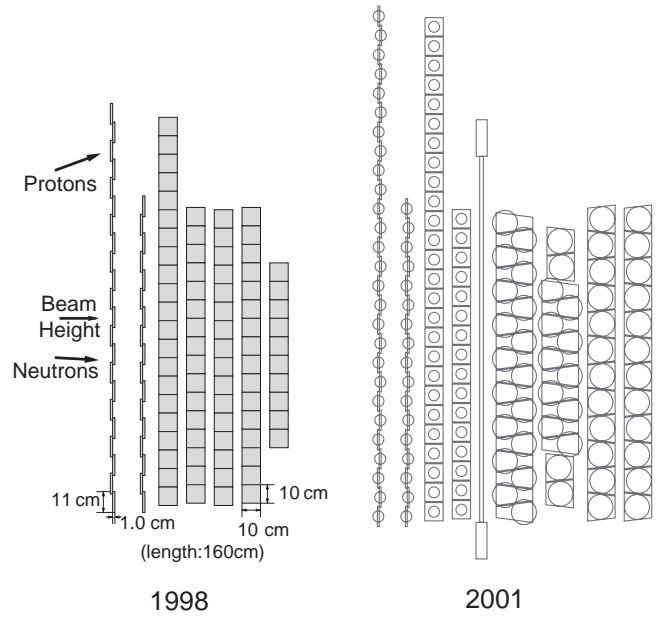 Protons
Beam
Height
Neutrons
11 cm
1.0 cm
10 cm
10 cm
(length:160cm)
1998
2001